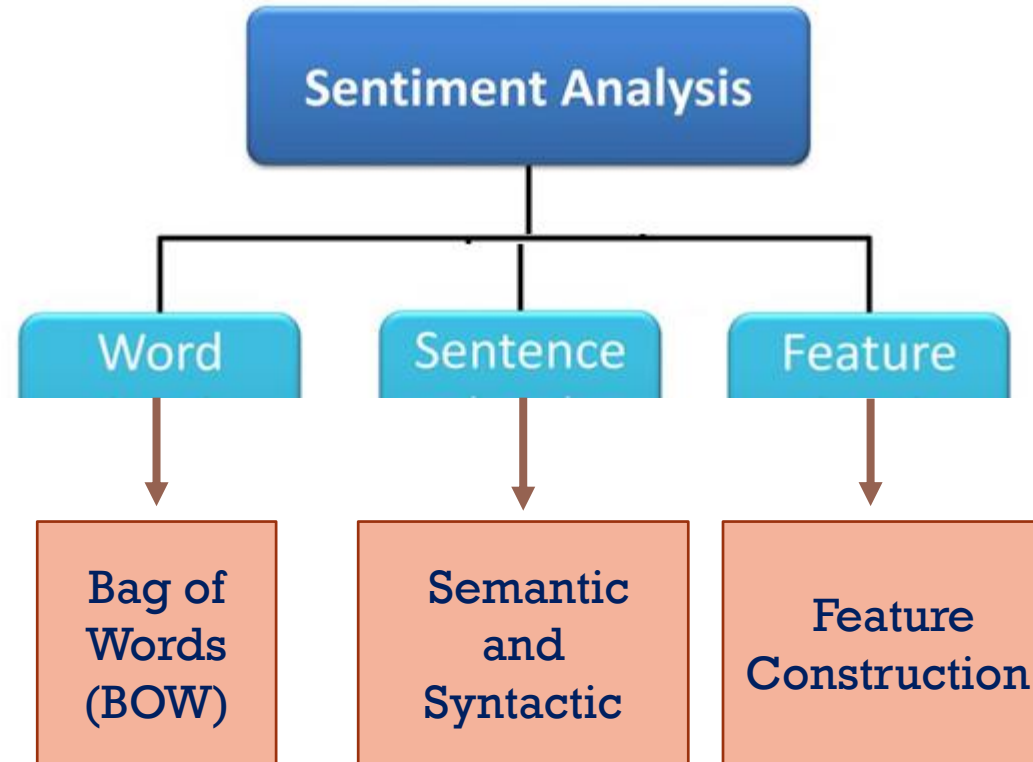 Sentiment Analysis
Word
Sentence
Feature
Bag of
Words
(BOW)
Semantic
and
Syntactic
Feature
Construction